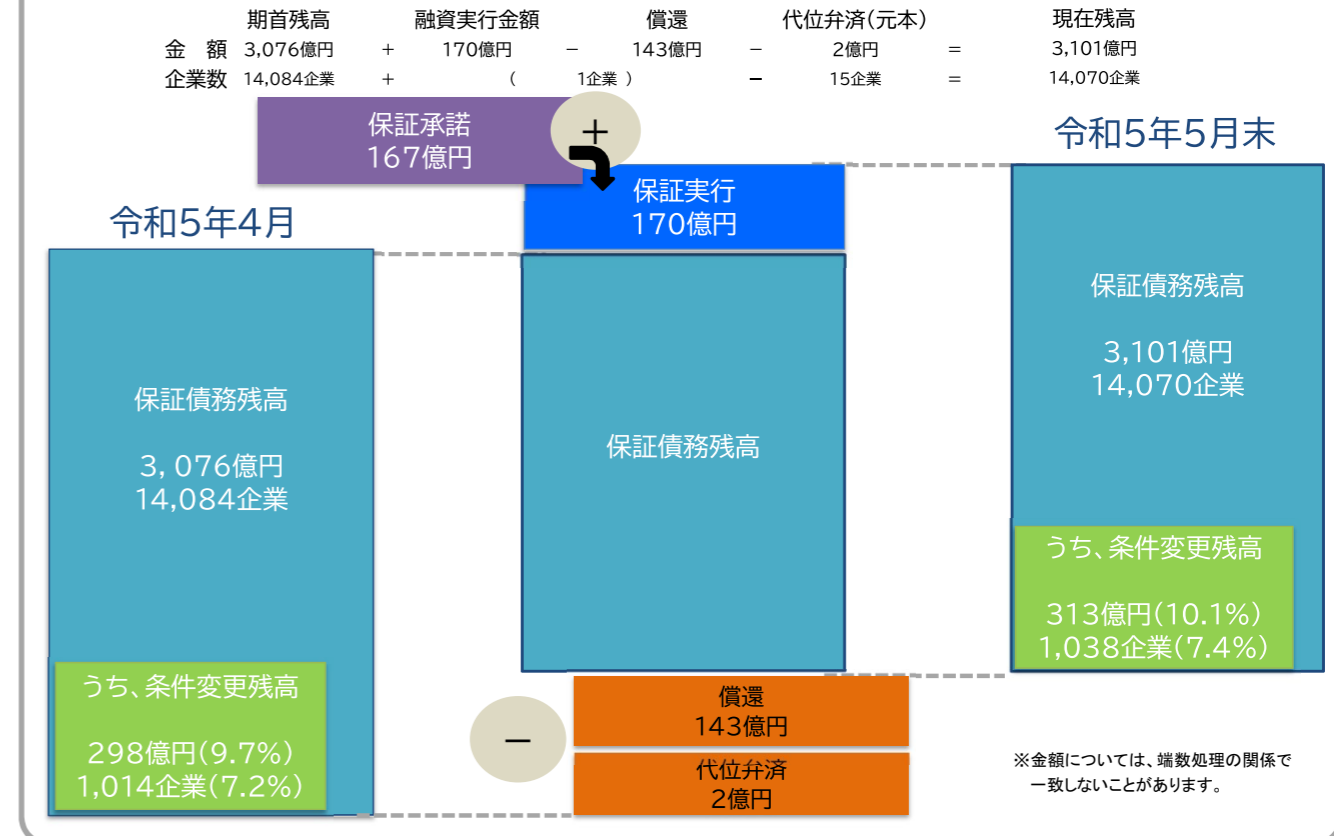 期首残高 融資実行金額 償還 代位弁済(元本) 現在残高
金 額 3,076億円 + 170億円 − 143億円 − 2億円 = 3,101億円
企業数 14,084企業 + ( 1企業 ) − 15企業 = 14,070企業
保証承諾
167億円
+
令和5年5月末
保証実行
170億円
令和5年4月
保証債務残高
3,101億円
14,070企業
保証債務残高
3,076億円
14,084企業
保証債務残高
うち、条件変更残高
313億円(10.1%)
1,038企業(7.4%)
うち、条件変更残高
298億円(9.7%)
1,014企業(7.2%)
−
償還
143億円
代位弁済
2億円
※金額については、端数処理の関係で
一致しないことがあります。